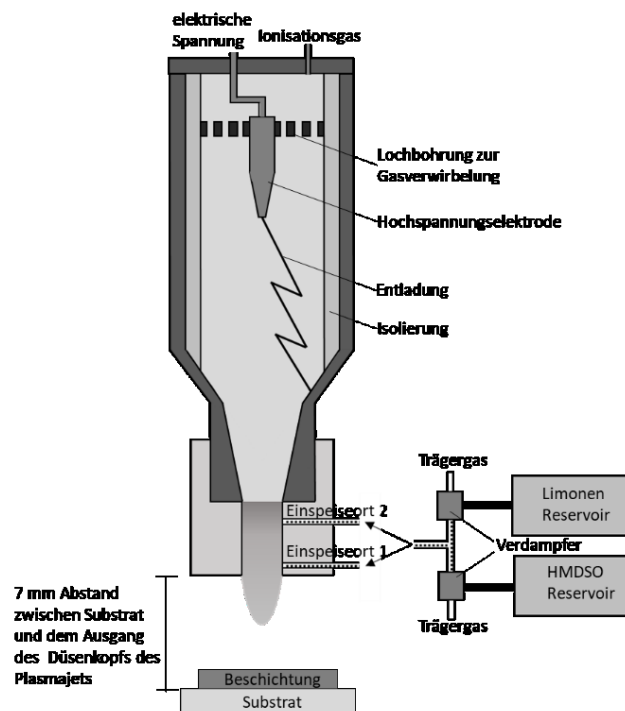 elektrische
Spannung
Ionisationsgas
Lochbohrung zur
Gasverwirbelung
Hochspannungselektrode
Entladung
Isolierung
Trägergas
Limonen
Reservoir
Einspeiseort 2
Verdampfer
Einspeiseort 1
HMDSO
Reservoir
Trägergas
7 mm Abstand
zwischen Substrat
und dem Ausgang
des Düsenkopfs des
Plasmajets
Beschichtung
Substrat